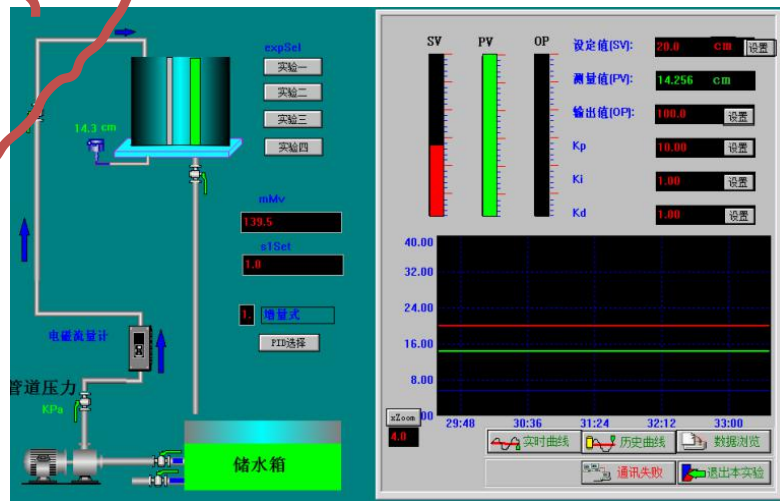 expSel
实验一
实验二
14.3 cm
实验三
实验四
mMv
139.5
s1Set
1.0
1.
增量式
PID选择
电磁流量计
管道压力
KPa
储水箱
SV
PV
OP
设定值(SV):
20.0 cm
设置
测量值(PV):
14.256 cm
输出值(OP):
100.0
设置
Kp
10.00
设置
Ki
1.00
设置
Kd
1.00
设置
40.00
32.00
24.00
16.00
8.00
00
xZoom
4.0
29:48
30:36
31:24
32:12
33:00
实时曲线
历史曲线
数据浏览
通讯失败
退出本实验